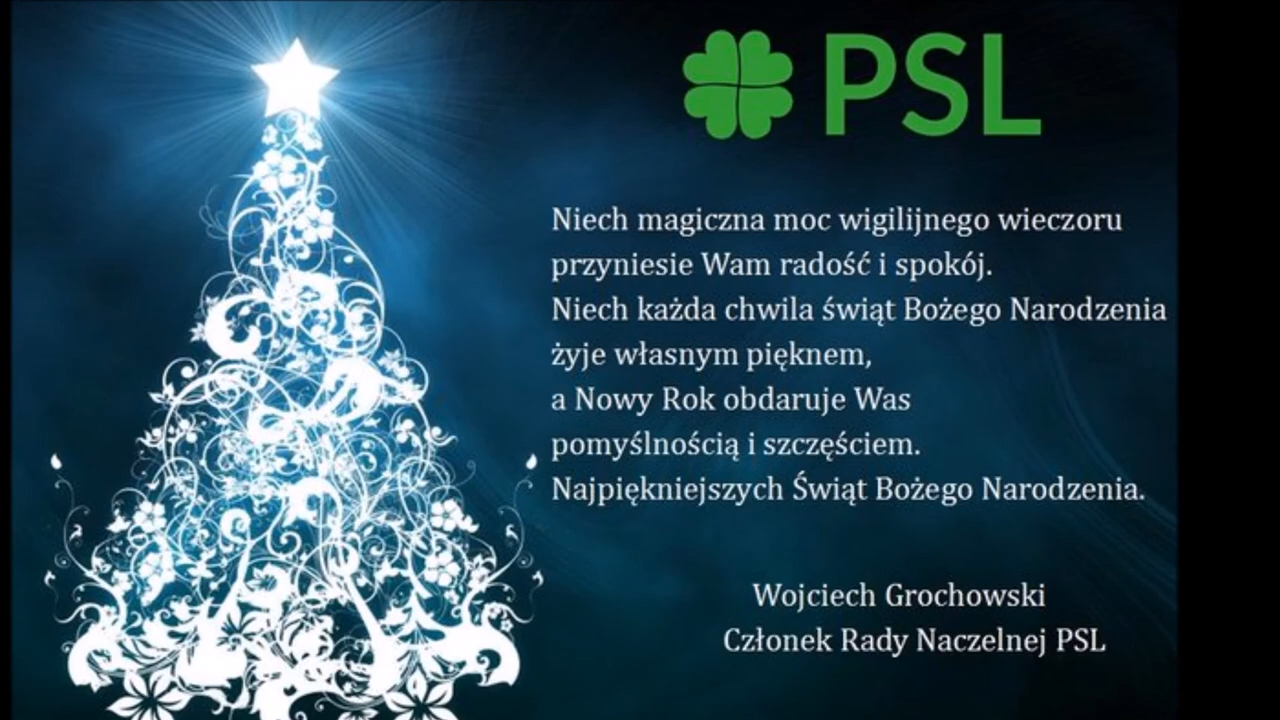 PSL
Niech magiczna moc wigilijnego wieczoru
przyniesie Wam radość i spokój.
Niech każda chwila świąt Bożego Narodzenia
żyje własnym pięknem,
a Nowy Rok obdaruje Was
pomyślnością i szczęściem.
Najpiękniejszych Świąt Bożego Narodzenia.
Wojciech Grochowski
Członek Rady Naczelnej PSL